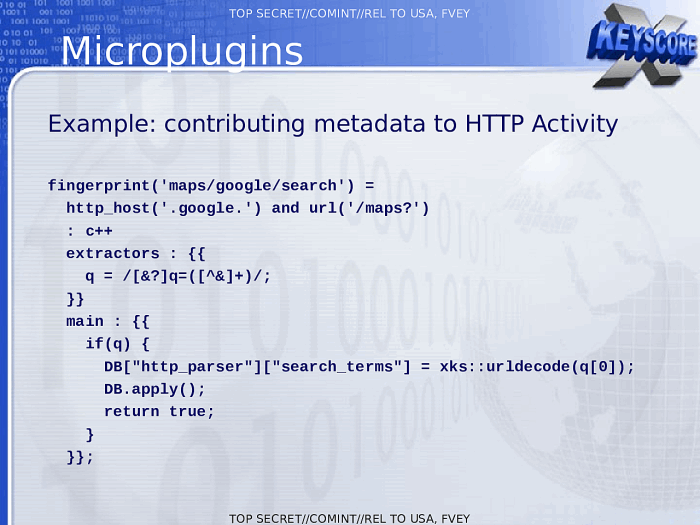 TOP SECRET//COMINT//REL TO USA, FVEY
Microplugins
X
KEYSCORE
Example: contributing metadata to HTTP Activity
fingerprint('maps/google/search') =
http_host('.google.') and url('/maps?')
: c++
extractors : {{
q = /[&?]q=([^&]+)/;
}}
main : {{
if(q) {
DB["http_parser"]["search_terms"] = xks::urldecode(q[0]);
DB.apply();
return true;
}
}};
TOP SECRET//COMINT//REL TO USA, FVEY